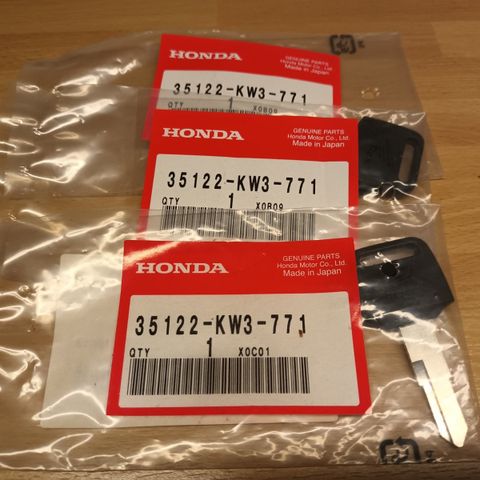 HONDA
GENUINE PARTS
Honda Motor Co., Ltd.
Made in Japan
35122-KW3-771
QTY 1 X0B09
HONDA
GENUINE PARTS
Honda Motor Co., Ltd.
Made in Japan
35122-KW3-771
QTY 1 X0B09
HONDA
GENUINE PARTS
Honda Motor Co., Ltd.
Made in Japan
35122-KW3-771
QTY 1 X0C01